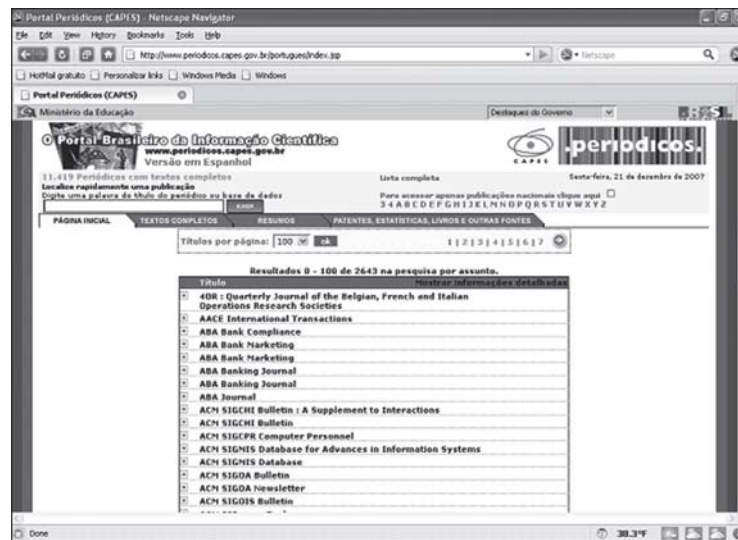 Portal Periódicos (CAPES) - Netscape Navigator
File Edit View History Bookmarks Tools Help
http://www.periodicos.capes.gov.br/portugues/index.jsp
Netscape
HotMail gratuito Personalizar links Windows Media Windows
Portal Periódicos (CAPES)
Ministério da Educação
Destaques do Governo
O Portal Brasileiro da Informação Científica
www.periodicos.capes.gov.br
Versão em Espanhol
CAPES
.periodicos.
11.419 Periódicos com textos completos
Lista completa
Sexta-feira, 21 de dezembro de 2007
Localize rapidamente uma publicação
Digite uma palavra do título do periódico ou base de dados
Para acessar apenas publicações nacionais clique aqui
3 4 A B C D E F G H I J K L M N O P Q R S T U V W X Y Z
PÁGINA INICIAL TEXTOS COMPLETOS RESUMOS PATENTES, ESTATÍSTICAS, LIVROS E OUTRAS FONTES
Títulos por página: 100 ok 1 | 2 | 3 | 4 | 5 | 6 | 7
Resultados 0 - 100 de 2643 na pesquisa por assunto.
Título Mostrar informações detalhadas
4OR : Quarterly Journal of the Belgian, French and Italian
Operations Research Societies
AACE International Transactions
ABA Bank Compliance
ABA Bank Marketing
ABA Bank Marketing
ABA Banking Journal
ABA Banking Journal
ABA Journal
ACM SIGCHI Bulletin : A Supplement to Interactions
ACM SIGCHI Bulletin
ACM SIGCPR Computer Personnel
ACM SIGMIS Database for Advances in Information Systems
ACM SIGMIS Database
ACM SIGOA Bulletin
ACM SIGOA Newsletter
ACM SIGOIS Bulletin
Done
38.3°F